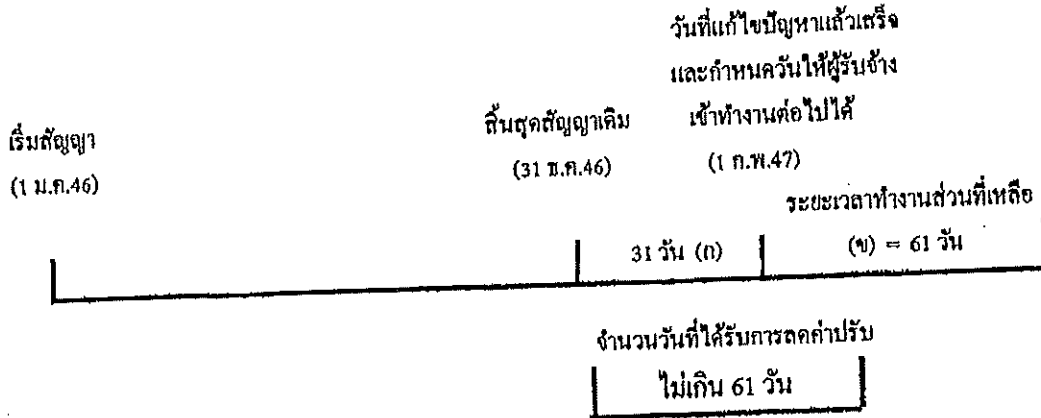 วันที่แก้ไขปัญหาแล้วเสร็จ
และกำหนดวันให้ผู้รับจ้าง
เข้าทำงานต่อไปได้
(1 ก.พ.47)
สิ้นสุดสัญญาเดิม
(31 ธ.ค.46)
เริ่มสัญญา
(1 ม.ค.46)
ระยะเวลาทำงานส่วนที่เหลือ
31 วัน (ก)
(ข) = 61 วัน
จำนวนวันที่ได้รับการลดค่าปรับ
ไม่เกิน 61 วัน